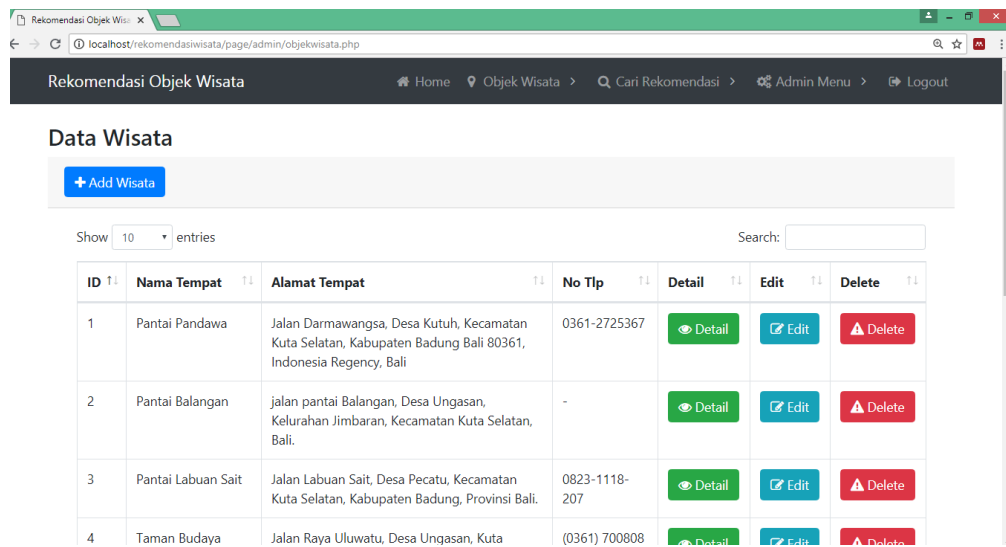 Rekomendasi Objek Wisa
localhost/rekomendasiwisata/page/admin/objekwisata.php
Rekomendasi Objek Wisata Home Objek Wisata > Cari Rekomendasi > Admin Menu > Logout
Data Wisata
+ Add Wisata
Show 10 entries Search:
ID Nama Tempat Alamat Tempat No Tlp Detail Edit Delete
1 Pantai Pandawa Jalan Darmawangsa, Desa Kutuh, Kecamatan 0361-2725367 Detail Edit Delete
Kuta Selatan, Kabupaten Badung Bali 80361,
Indonesia Regency, Bali
2 Pantai Balangan jalan pantai Balangan, Desa Ungasan, - Detail Edit Delete
Kelurahan Jimbaran, Kecamatan Kuta Selatan,
Bali.
3 Pantai Labuan Sait Jalan Labuan Sait, Desa Pecatu, Kecamatan 0823-1118- Detail Edit Delete
Kuta Selatan, Kabupaten Badung, Provinsi Bali. 207
4 Taman Budaya Jalan Raya Uluwatu, Desa Ungasan, Kuta (0361) 700808 Detail Edit Delete